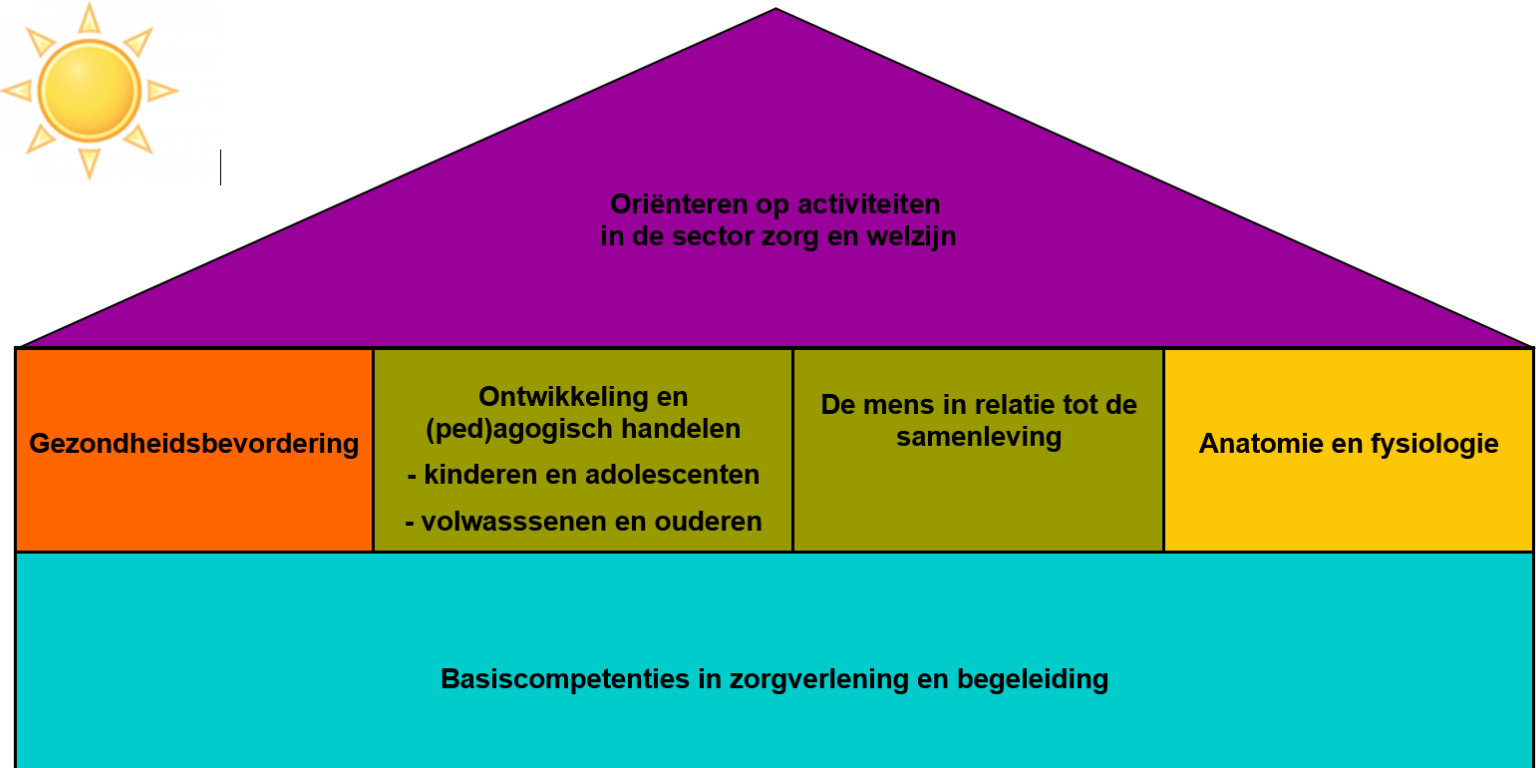 Oriënteren op activiteiten
in de sector zorg en welzijn
Gezondheidsbevordering
Ontwikkeling en
(ped)agogisch handelen
- kinderen en adolescenten
- volwasssenen en ouderen
De mens in relatie tot de
samenleving
Anatomie en fysiologie
Basiscompetenties in zorgverlening en begeleiding